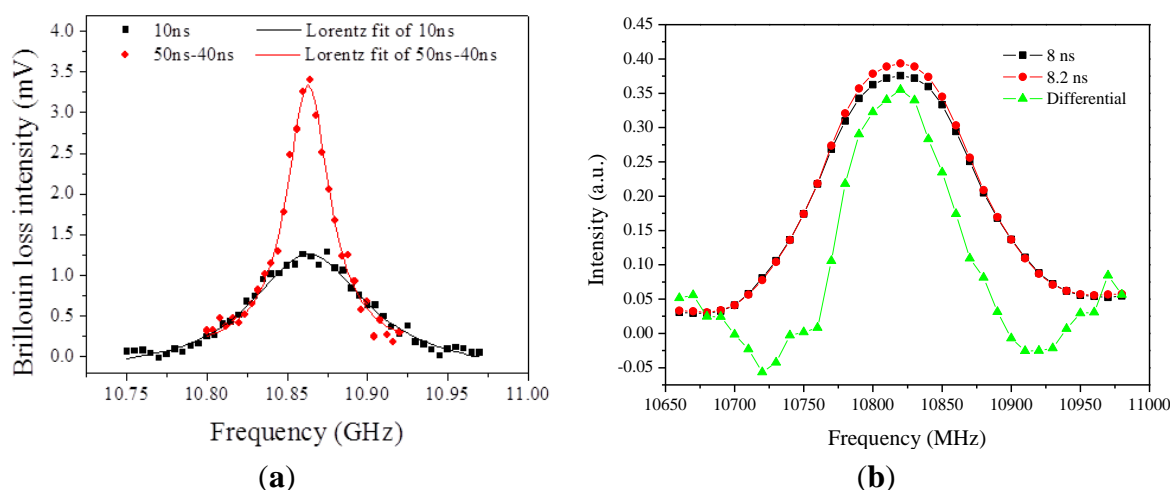 4.0
3.5
3.0
2.5
2.0
1.5
1.0
0.5
0.0
Brillouin loss intensity (mV)
10ns
Lorentz fit of 10ns
50ns-40ns
Lorentz fit of 50ns-40ns
10.75 10.80 10.85 10.90 10.95 11.00
Frequency (GHz)
(a)
0.45
0.40
0.35
0.30
0.25
0.20
0.15
0.10
0.05
0.00
-0.05
Intensity (a.u.)
8 ns
8.2 ns
Differential
10650 10700 10750 10800 10850 10900 10950 11000
Frequency (MHz)
(b)